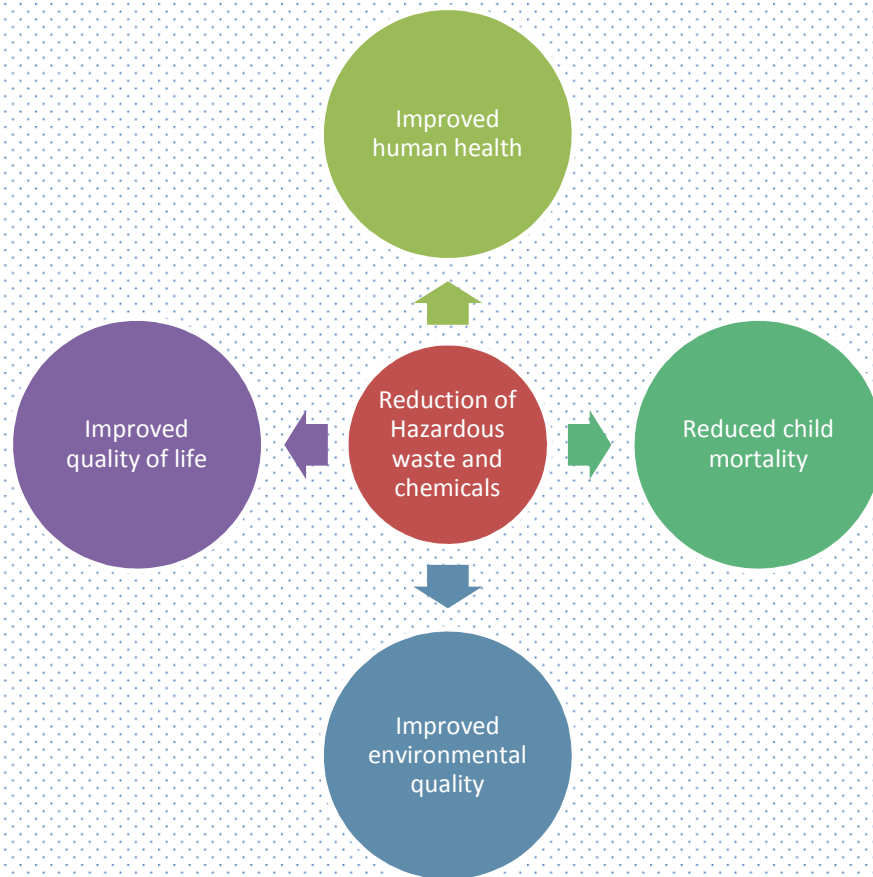 Improved
human health
Improved
quality of life
Reduction of
Hazardous
waste and
chemicals
Reduced child
mortality
Improved
environmental
quality